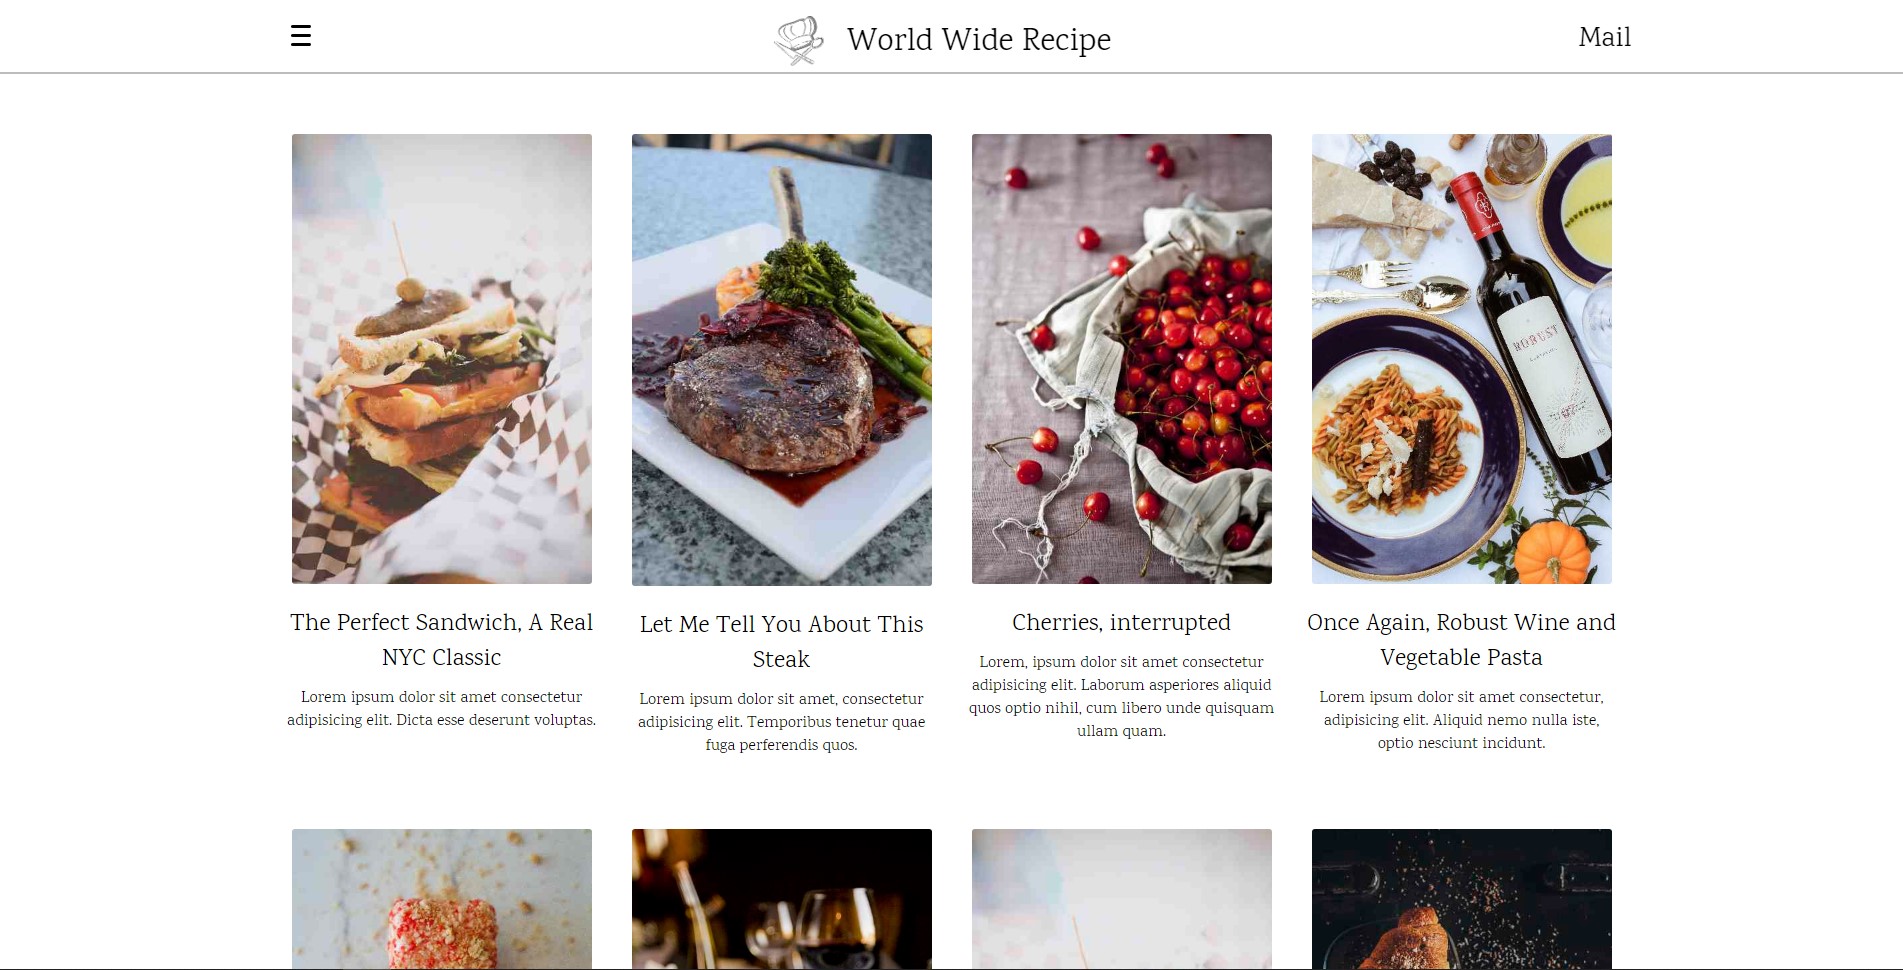 World Wide Recipe
Mail
The Perfect Sandwich, A Real
NYC Classic
Lorem ipsum dolor sit amet consectetur
adipisicing elit. Dicta esse deserunt voluptas.
Let Me Tell You About This
Steak
Lorem ipsum dolor sit amet, consectetur
adipisicing elit. Temporibus tenetur quae
fuga perferendis quos.
Cherries, interrupted
Lorem, ipsum dolor sit amet consectetur
adipisicing elit. Laborum asperiores aliquid
quos optio nihil, cum libero unde quisquam
ullam quam.
ROBUST
Once Again, Robust Wine and
Vegetable Pasta
Lorem ipsum dolor sit amet consectetur,
adipisicing elit. Aliquid nemo nulla iste,
optio nesciunt incidunt.